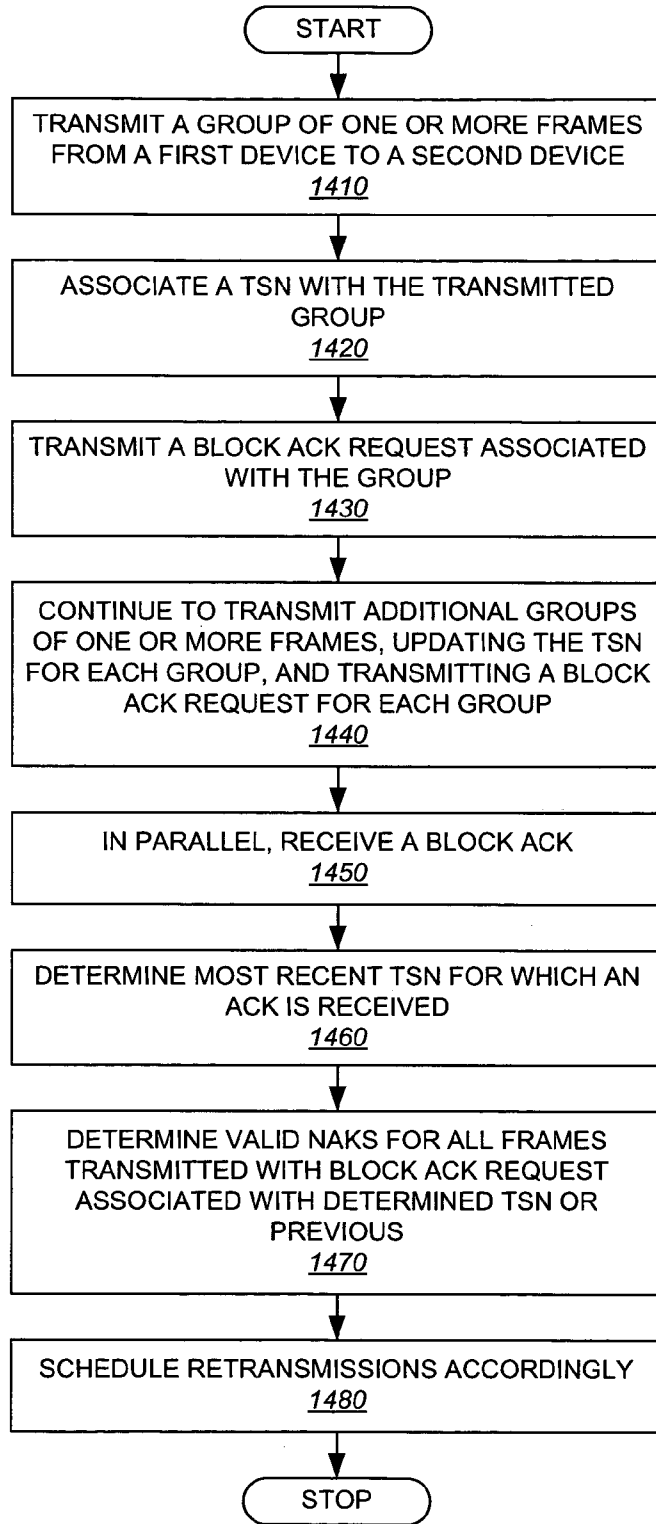 START
TRANSMIT A GROUP OF ONE OR MORE FRAMES
FROM A FIRST DEVICE TO A SECOND DEVICE
1410
ASSOCIATE A TSN WITH THE TRANSMITTED
GROUP
1420
TRANSMIT A BLOCK ACK REQUEST ASSOCIATED
WITH THE GROUP
1430
CONTINUE TO TRANSMIT ADDITIONAL GROUPS
OF ONE OR MORE FRAMES, UPDATING THE TSN
FOR EACH GROUP, AND TRANSMITTING A BLOCK
ACK REQUEST FOR EACH GROUP
1440
IN PARALLEL, RECEIVE A BLOCK ACK
1450
DETERMINE MOST RECENT TSN FOR WHICH AN
ACK IS RECEIVED
1460
DETERMINE VALID NAKS FOR ALL FRAMES
TRANSMITTED WITH BLOCK ACK REQUEST
ASSOCIATED WITH DETERMINED TSN OR
PREVIOUS
1470
SCHEDULE RETRANSMISSIONS ACCORDINGLY
1480
STOP